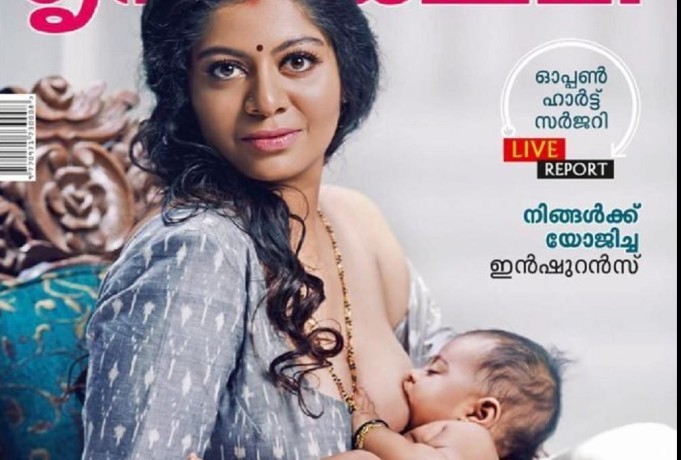 ഓപ്പൺ
ഹാർട്ട്
സർജറി
LIVE
REPORT
നിങ്ങൾക്ക്
യോജിച്ച
ഇൻഷുറൻസ്